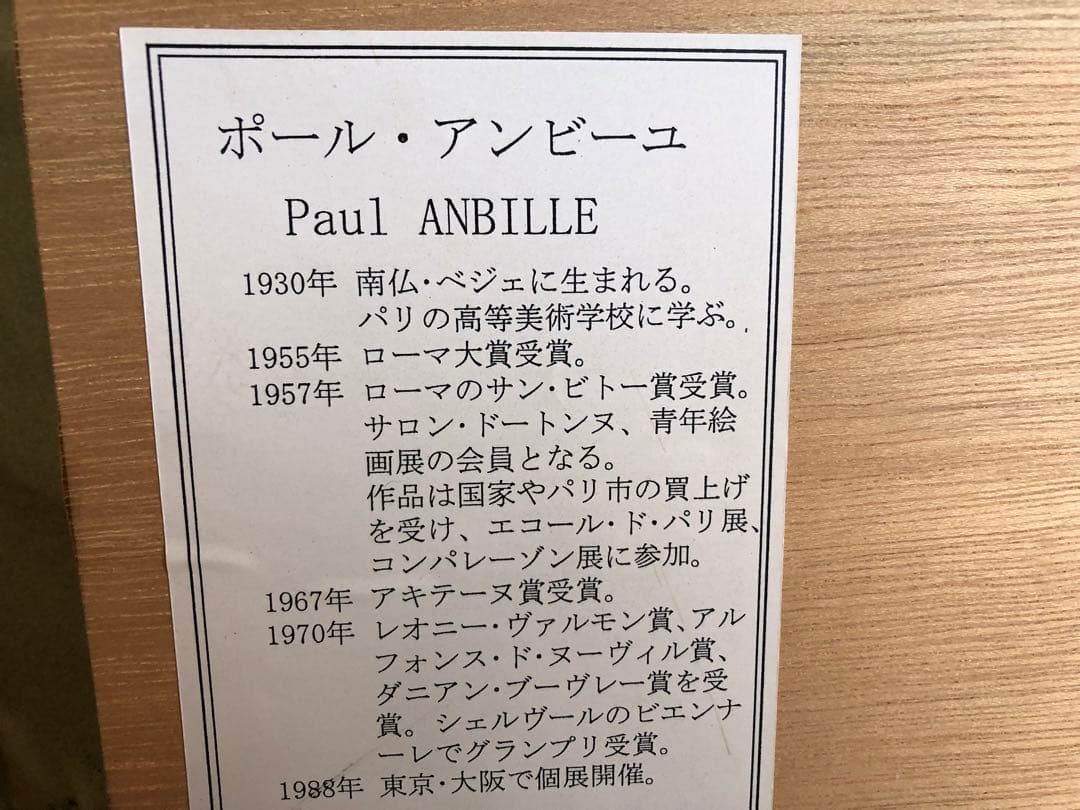 ポール・アンビーユ
Paul ANBILLE
1930年 南仏・ベジェに生まれる。
パリの高等美術学校に学ぶ。
1955年 ローマ大賞受賞。
1957年 ローマのサン・ビトー賞受賞。
サロン・ドートンヌ、青年絵
画展の会員となる。
作品は国家やパリ市の買上げ
を受け、エコール・ド・パリ展、
コンパレーゾン展に参加。
1967年 アキテーヌ賞受賞。
1970年 レオニー・ヴァルモン賞、アル
フォンス・ド・ヌーヴィル賞、
ダニアン・ブーヴレー賞を受
賞。シェルヴールのビエンナ
ーレでグランプリ受賞。
1988年 東京・大阪で個展開催。